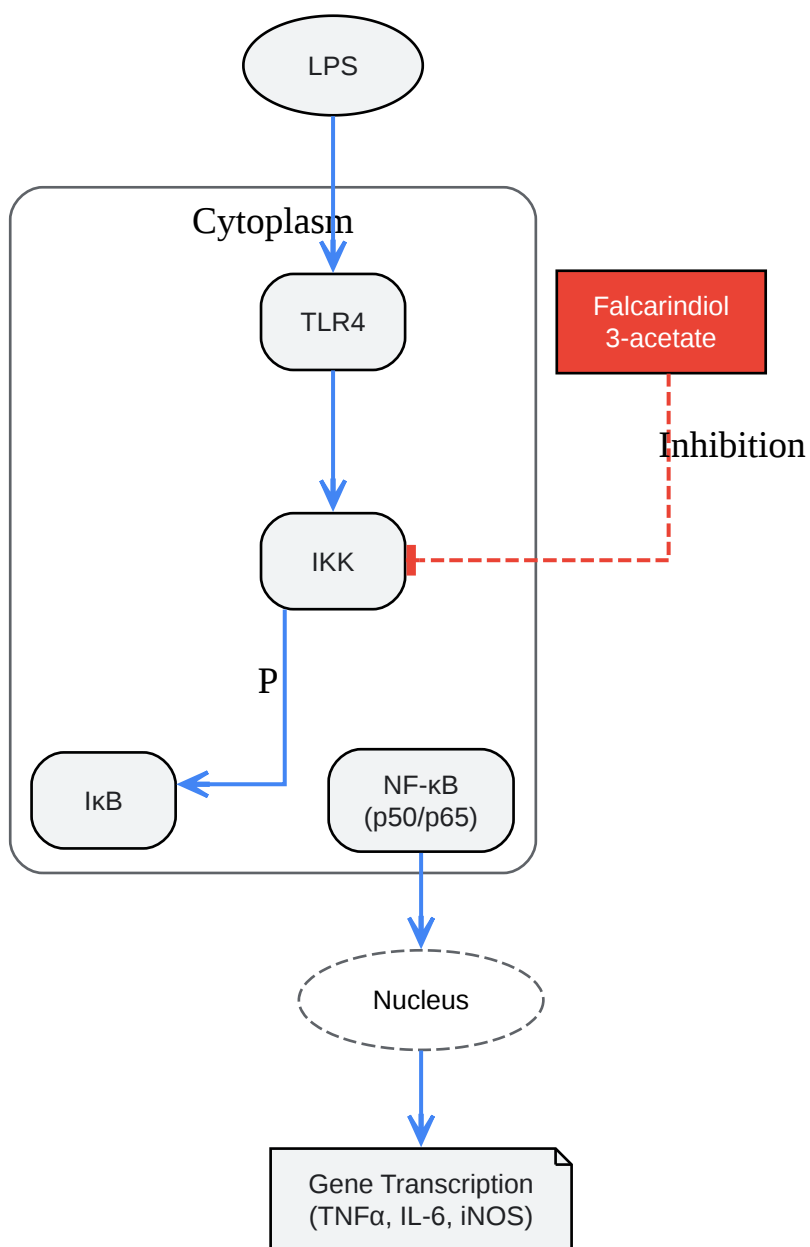 LPS
Cytoplasm
TLR4
Falcarindiol
3-acetate
Inhibition
IKK
P
IκB
NF-κB
(p50/p65)
Nucleus
Gene Transcription
(TNFα, IL-6, iNOS)